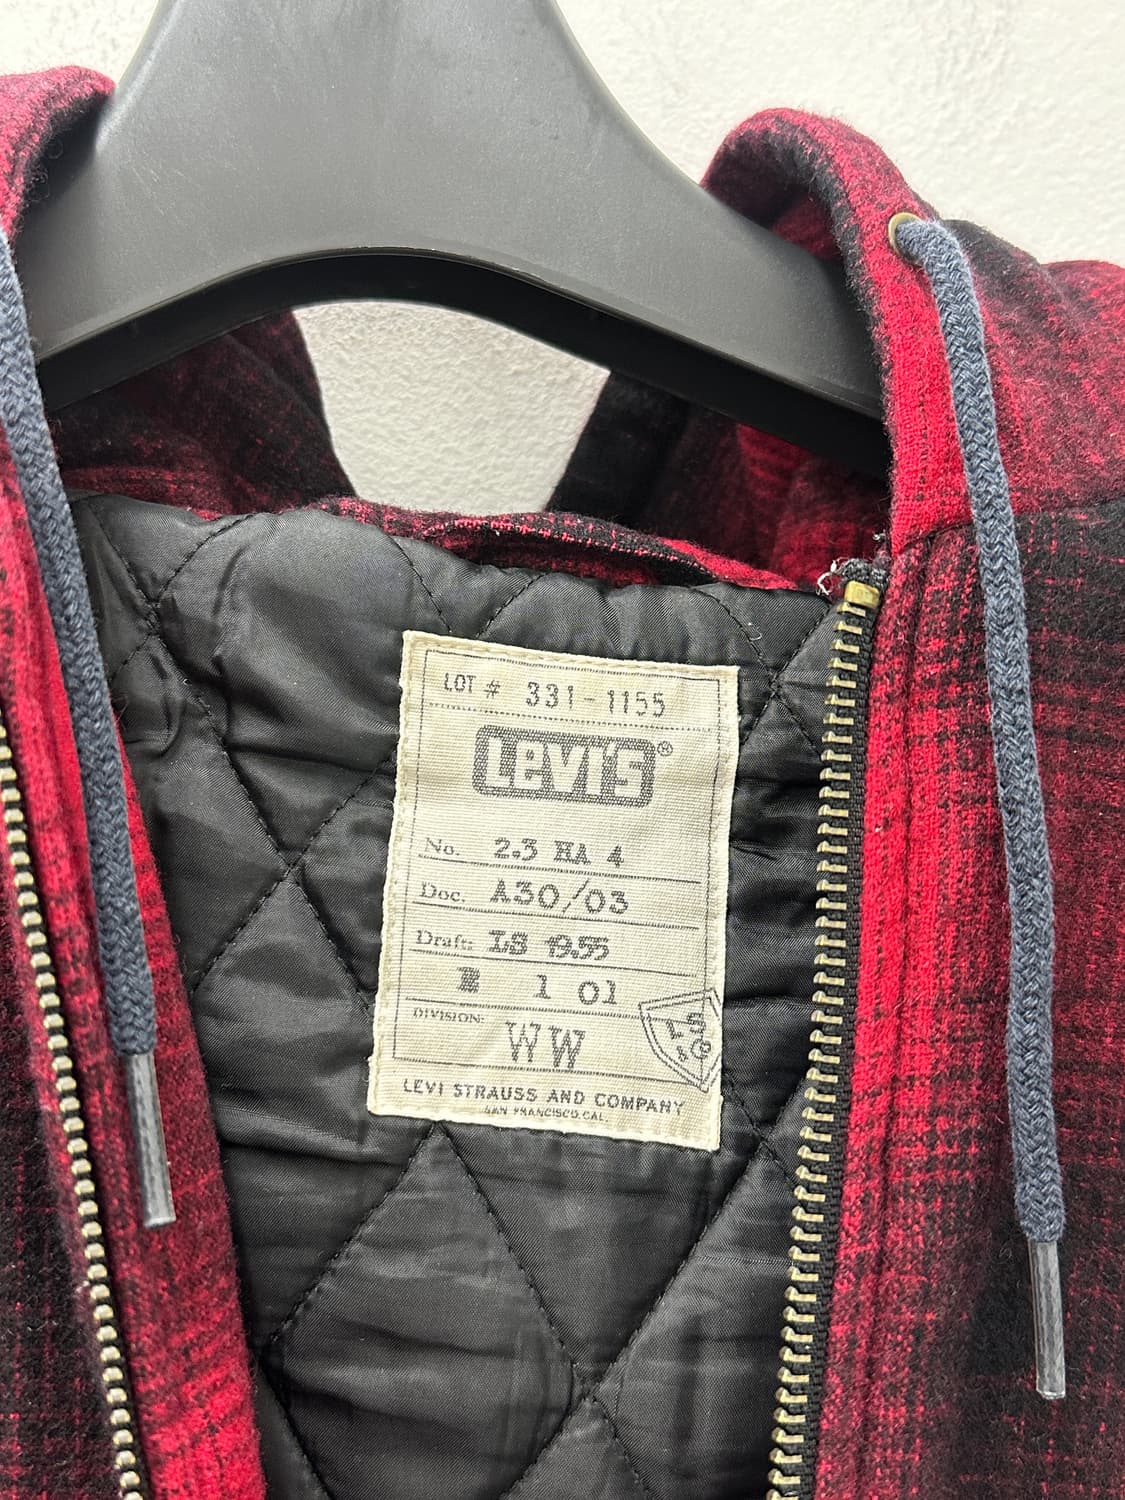 LOT # 331-1155
LEVI'S®
No. 2.3 HA 4
Doc. A30/03
Draft: LS 19.55
1 01
DIVISION: WW
LEVI STRAUSS AND COMPANY
SAN FRANCISCO, CAL